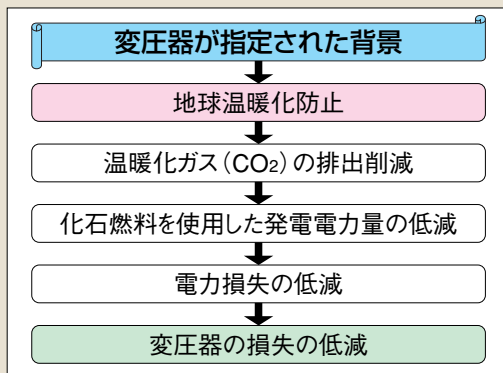 変圧器が指定された背景
地球温暖化防止
温暖化ガス（CO₂）の排出削減
化石燃料を使用した発電電力量の低減
電力損失の低減
変圧器の損失の低減